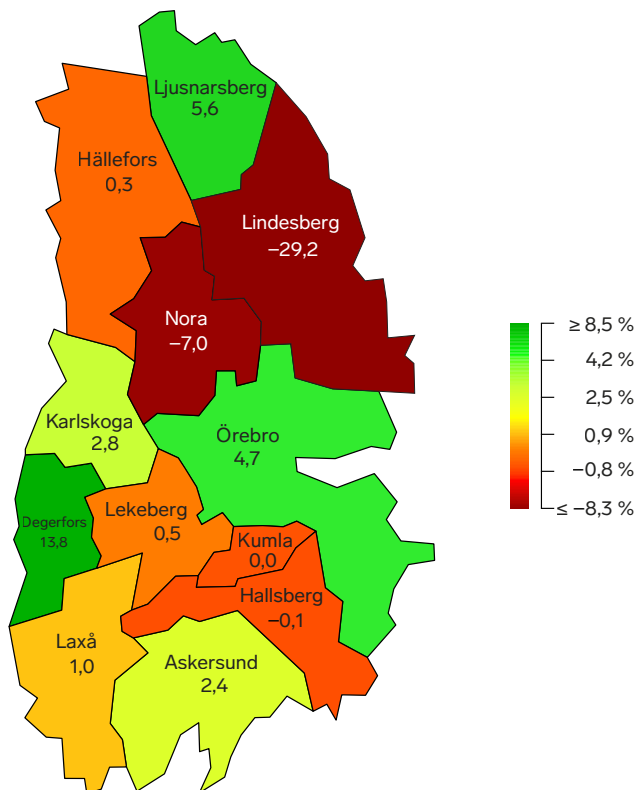 Ljusnarsberg
5,6
Hällefors
0,3
Lindesberg
−29,2
Nora
−7,0
Karlskoga
2,8
Örebro
4,7
Degerfors
13,8
Lekeberg
0,5
Kumla
0,0
Hallsberg
−0,1
Laxå
1,0
Askersund
2,4
≥ 8,5 %
4,2 %
2,5 %
0,9 %
−0,8 %
≤ −8,3 %